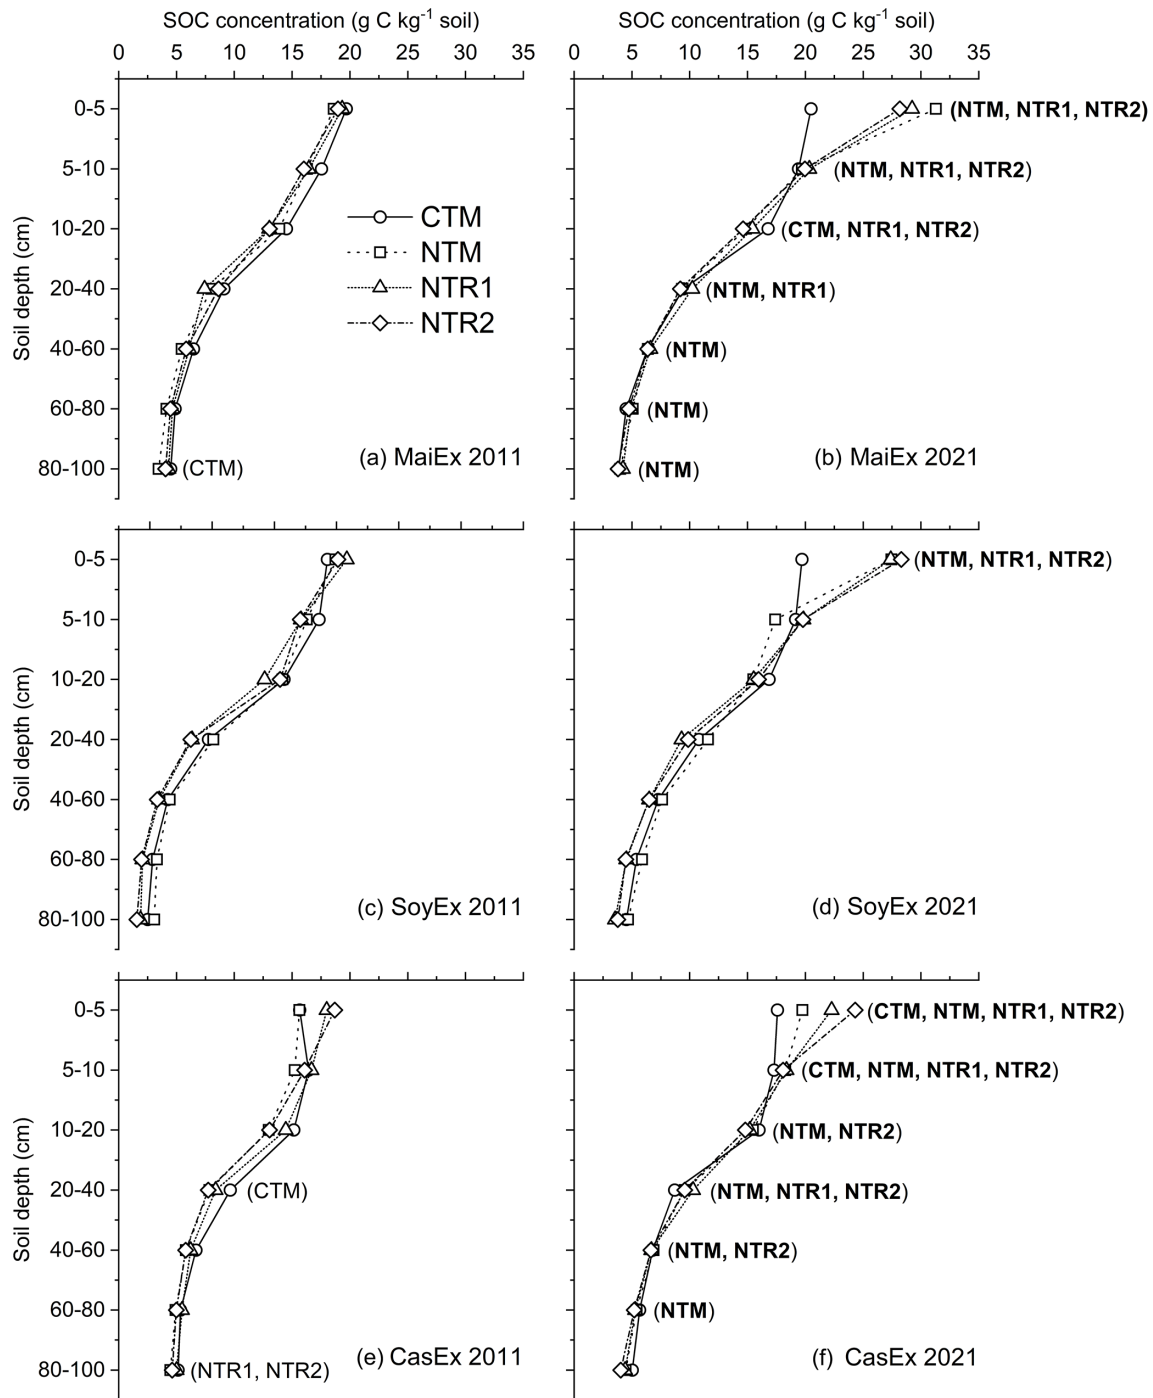 SOC concentration (g C kg⁻¹ soil)
SOC concentration (g C kg⁻¹ soil)
0 5 10 15 20 25 30 35
0 5 10 15 20 25 30 35
Soil depth (cm)
0-5
5-10
10-20
20-40
40-60
60-80
80-100
CTM
NTM
NTR1
NTR2
(CTM)
(a) MaiEx 2011
(NTM, NTR1, NTR2)
(NTM, NTR1, NTR2)
(CTM, NTR1, NTR2)
(NTM, NTR1)
(NTM)
(NTM)
(NTM)
(b) MaiEx 2021
Soil depth (cm)
0-5
5-10
10-20
20-40
40-60
60-80
80-100
(c) SoyEx 2011
(NTM, NTR1, NTR2)
(d) SoyEx 2021
Soil depth (cm)
0-5
5-10
10-20
20-40
40-60
60-80
80-100
(CTM)
(NTR1, NTR2)
(e) CasEx 2011
(CTM, NTM, NTR1, NTR2)
(CTM, NTM, NTR1, NTR2)
(NTM, NTR2)
(NTM, NTR1, NTR2)
(NTM, NTR2)
(NTM)
(f) CasEx 2021